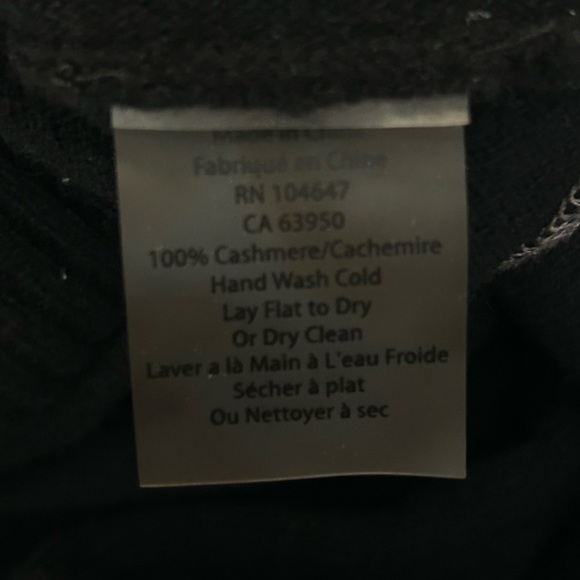 Made in China
Fabriqué en Chine
RN 104647
CA 63950
100% Cashmere/Cachemire
Hand Wash Cold
Lay Flat to Dry
Or Dry Clean
Laver a là Main à L'eau Froide
Sécher à plat
Ou Nettoyer à sec